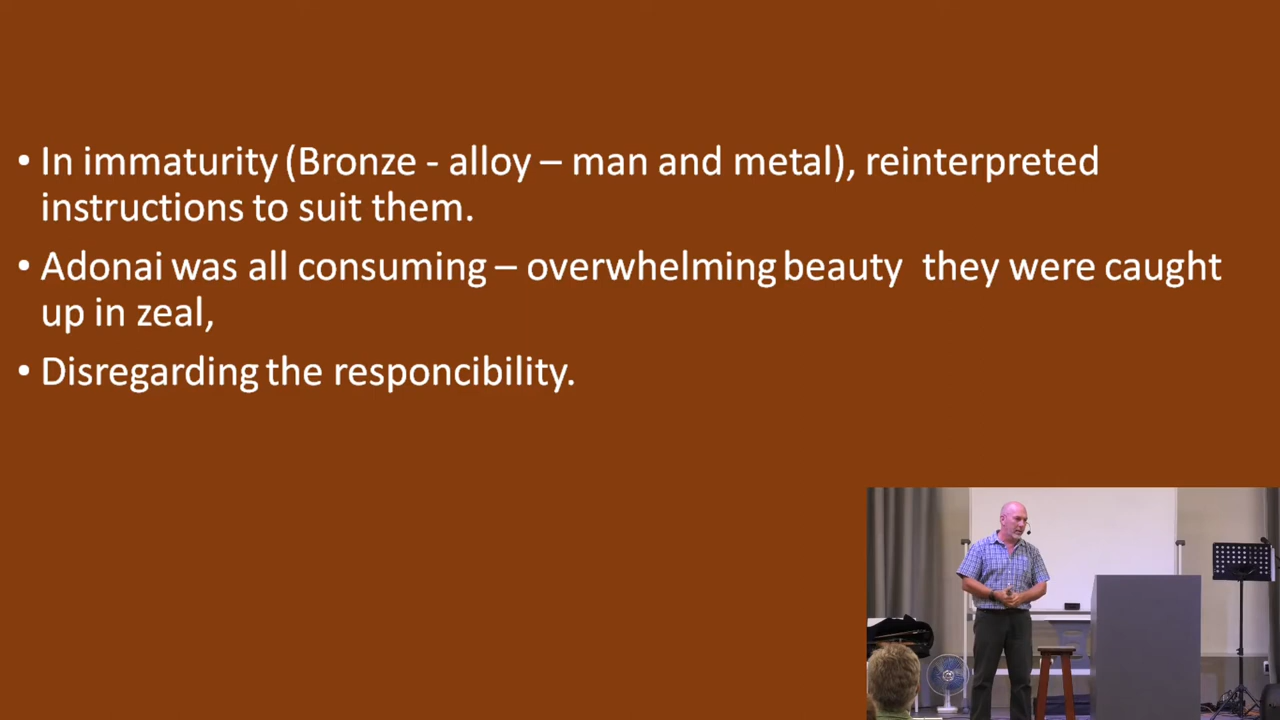 • In immaturity (Bronze - alloy – man and metal), reinterpreted
instructions to suit them.
• Adonai was all consuming – overwhelming beauty they were caught
up in zeal,
• Disregarding the responcibility.